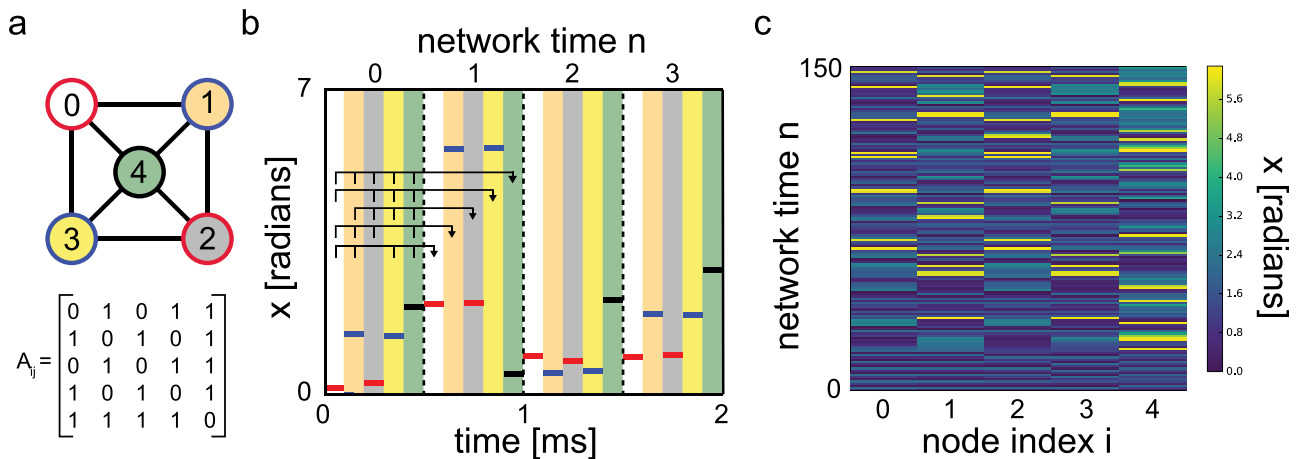 a
0
1
4
3
2
A_ij =
0 1 0 1 1
1 0 1 0 1
0 1 0 1 1
1 0 1 0 1
1 1 1 1 0
b
network time n
0 1 2 3
7
x [radians]
0
0 1 2
time [ms]
c
150
network time n
0
0 1 2 3 4
node index i
5.6
4.8
4.0
3.2
2.4
1.6
0.8
0.0
x [radians]